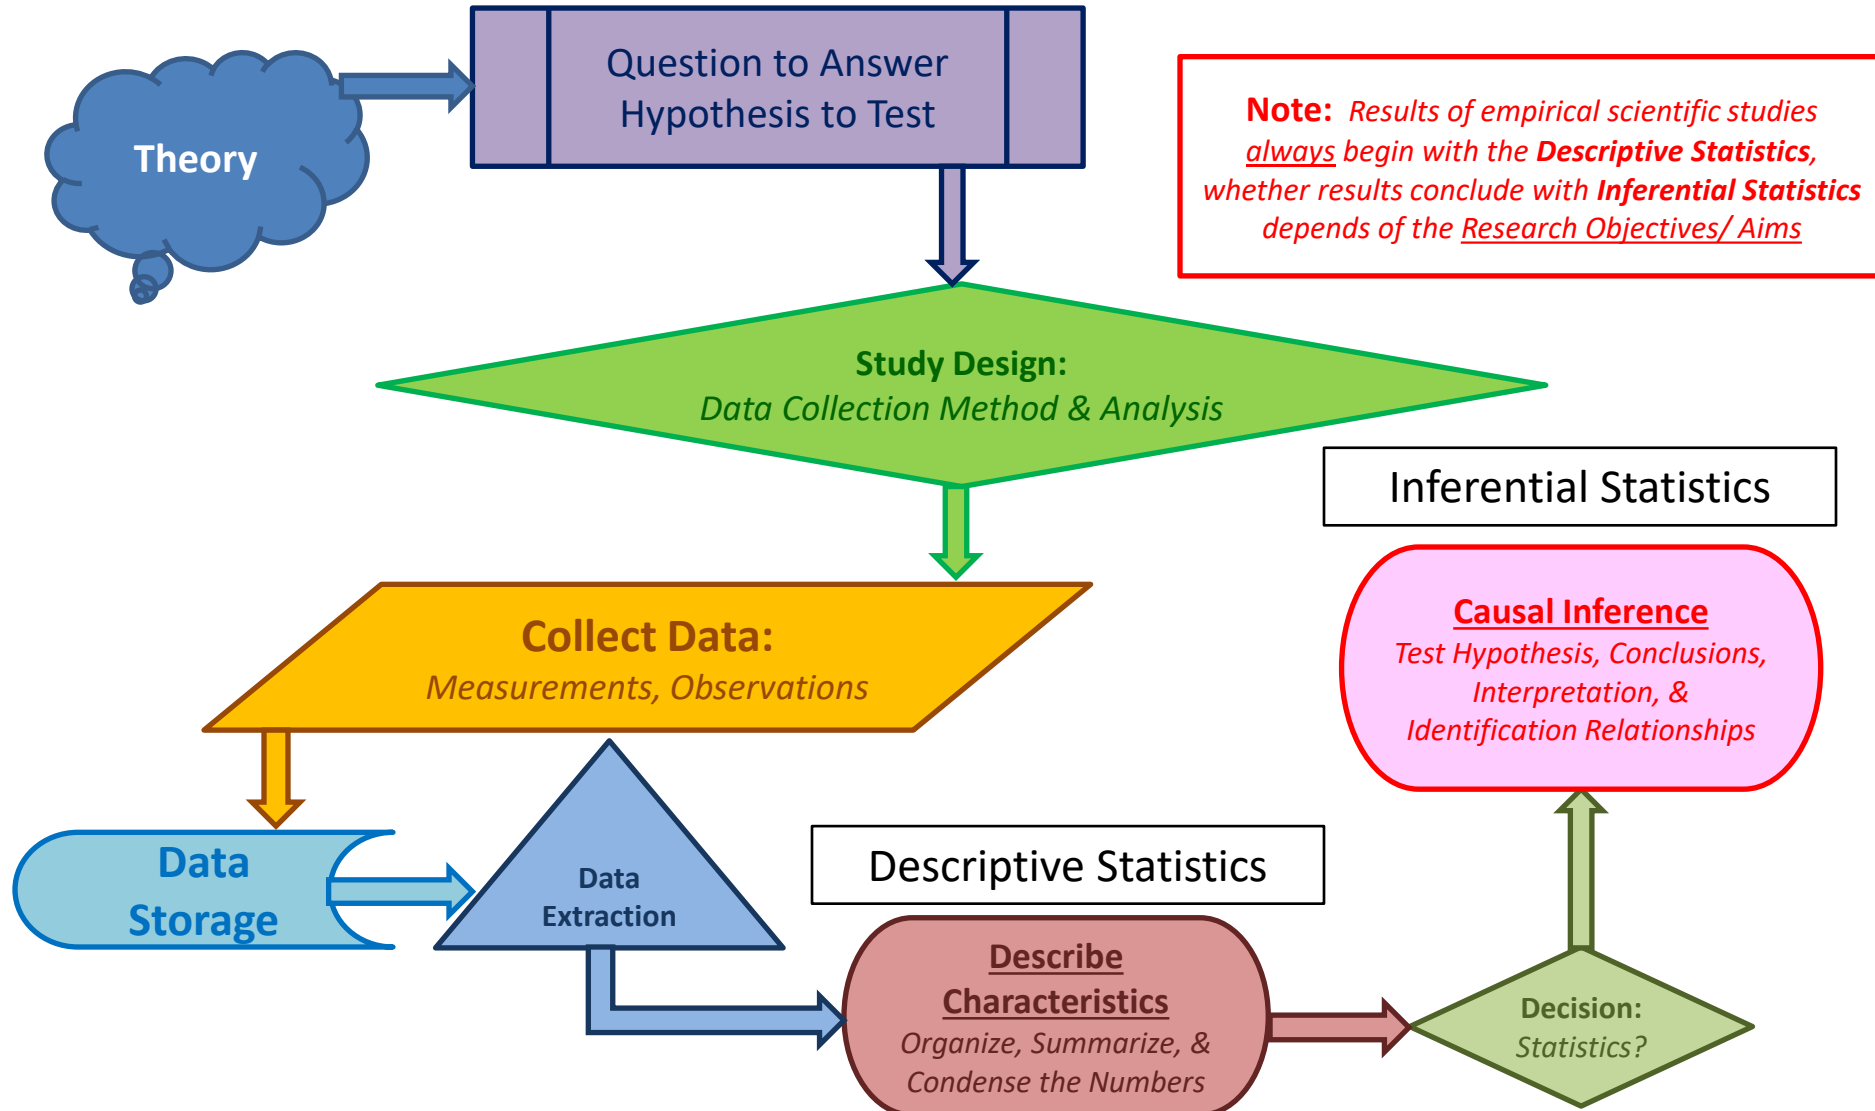 Theory
Question to Answer
Hypothesis to Test
Note: Results of empirical scientific studies
always begin with the Descriptive Statistics,
whether results conclude with Inferential Statistics
depends of the Research Objectives/ Aims
Study Design:
Data Collection Method & Analysis
Collect Data:
Measurements, Observations
Data
Storage
Data
Extraction
Descriptive Statistics
Describe
Characteristics
Organize, Summarize, &
Condense the Numbers
Decision:
Statistics?
Inferential Statistics
Causal Inference
Test Hypothesis, Conclusions,
Interpretation, &
Identification Relationships